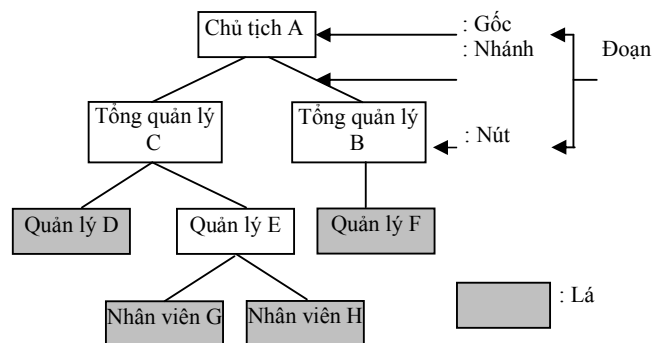 Chủ tịch A
: Gốc
: Nhánh
Đoạn
Tổng quản lý
C
Tổng quản lý
B
: Nút
Quản lý D
Quản lý E
Quản lý F
Nhân viên G
Nhân viên H
: Lá